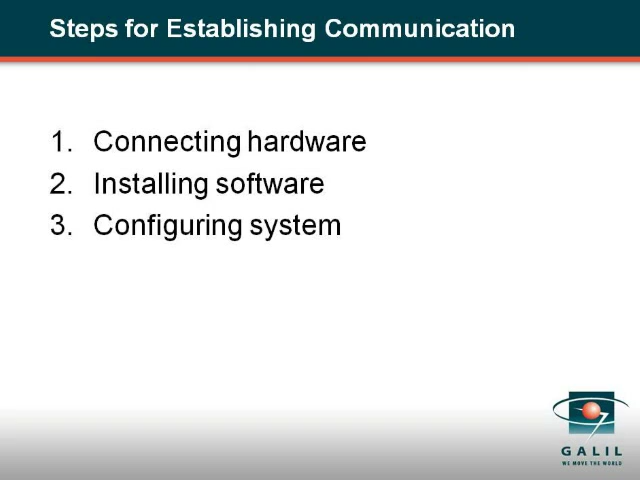 Steps for Establishing Communication
1. Connecting hardware
2. Installing software
3. Configuring system
GALIL
WE MOVE THE WORLD